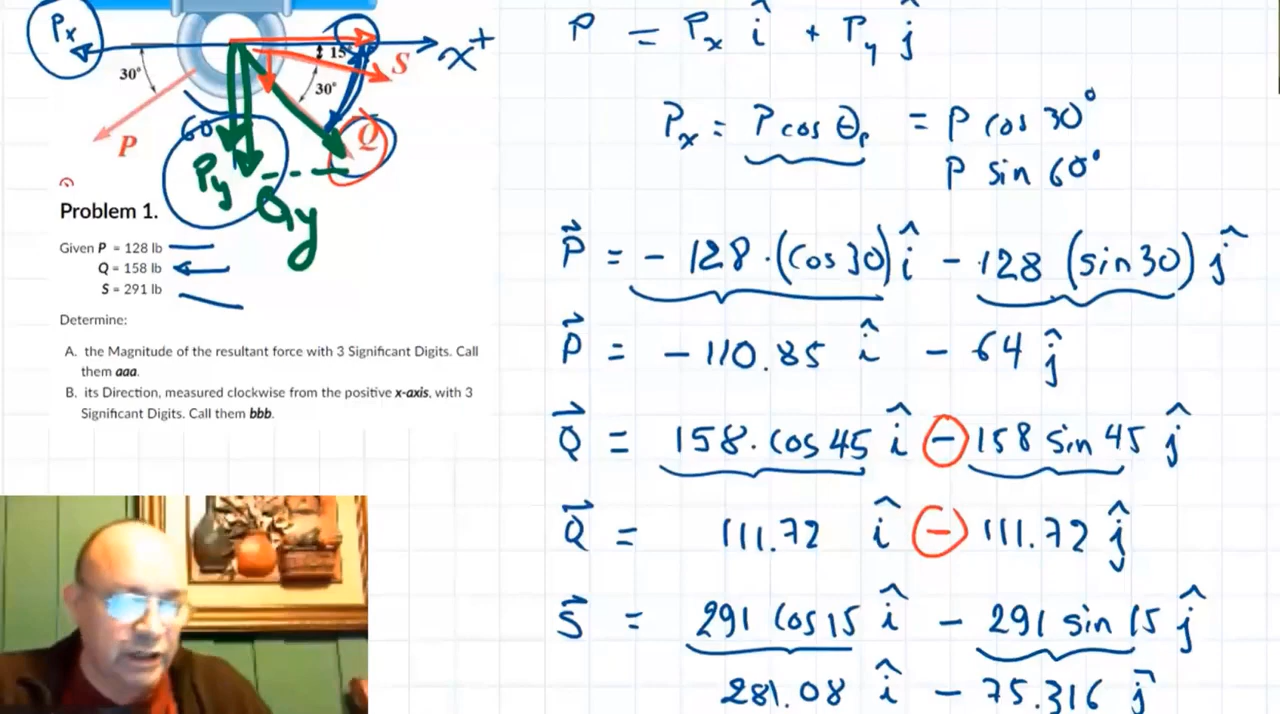 Px
x+
15
S
30°
30°
P
60
Q
Py
Qy
Problem 1.
Given P = 128 lb
Q = 158 lb
S = 291 lb
Determine:
A. the Magnitude of the resultant force with 3 Significant Digits. Call
them aaa.
B. its Direction, measured clockwise from the positive x-axis, with 3
Significant Digits. Call them bbb.
P = Px î + Py ĵ
Px = P cos θp = P cos 30°
P sin 60°
P⃗ = - 128 · (cos 30) î - 128 (sin 30) ĵ
P⃗ = - 110.85 î - 64 ĵ
Q⃗ = 158 · cos 45 î - 158 sin 45 ĵ
Q⃗ = 111.72 î - 111.72 ĵ
S⃗ = 291 cos 15 î - 291 sin 15 ĵ
281.08 î - 75.316 ĵ